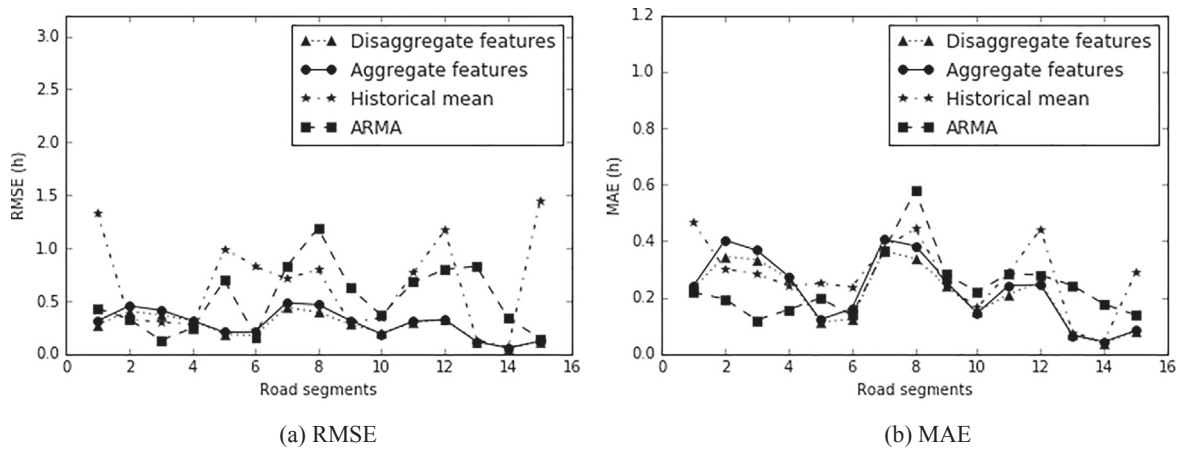 3.0
2.5
2.0
1.5
1.0
0.5
0.0
RMSE (h)
0 2 4 6 8 10 12 14 16
Road segments
Disaggregate features
Aggregate features
Historical mean
ARMA
(a) RMSE
1.2
1.0
0.8
0.6
0.4
0.2
0.0
MAE (h)
0 2 4 6 8 10 12 14 16
Road segments
Disaggregate features
Aggregate features
Historical mean
ARMA
(b) MAE